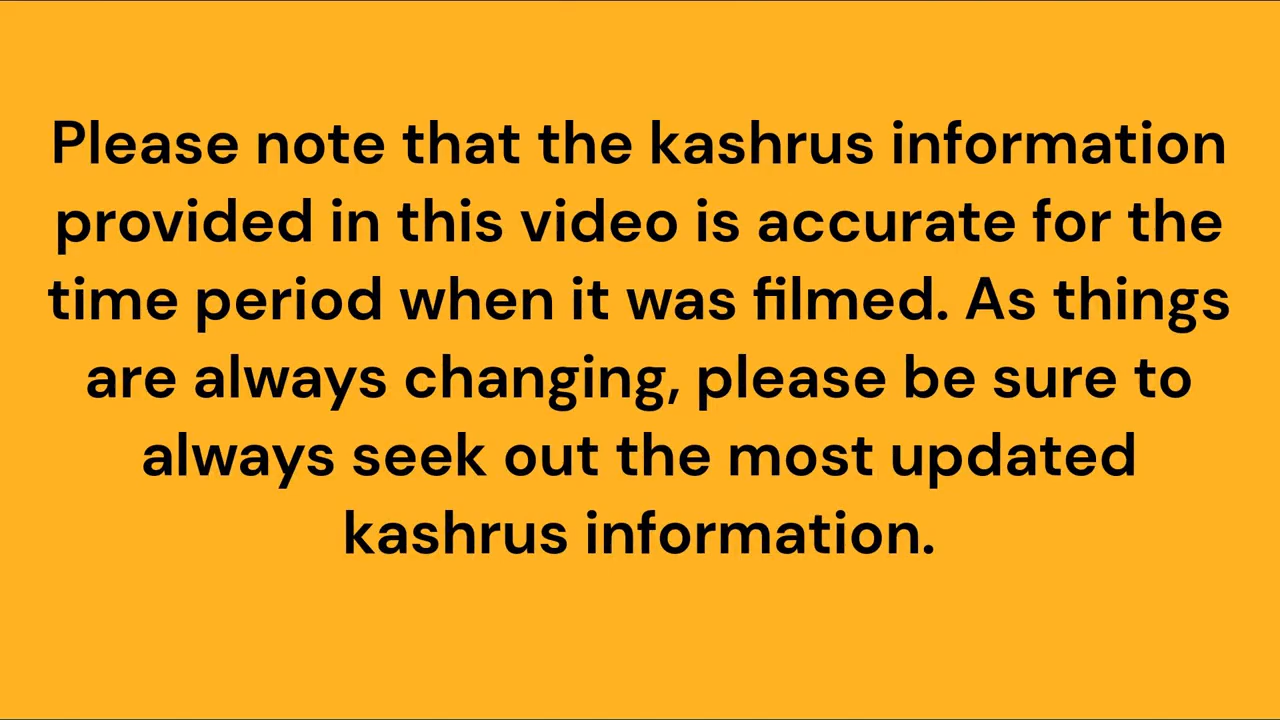 Please note that the kashrus information
provided in this video is accurate for the
time period when it was filmed. As things
are always changing, please be sure to
always seek out the most updated
kashrus information.